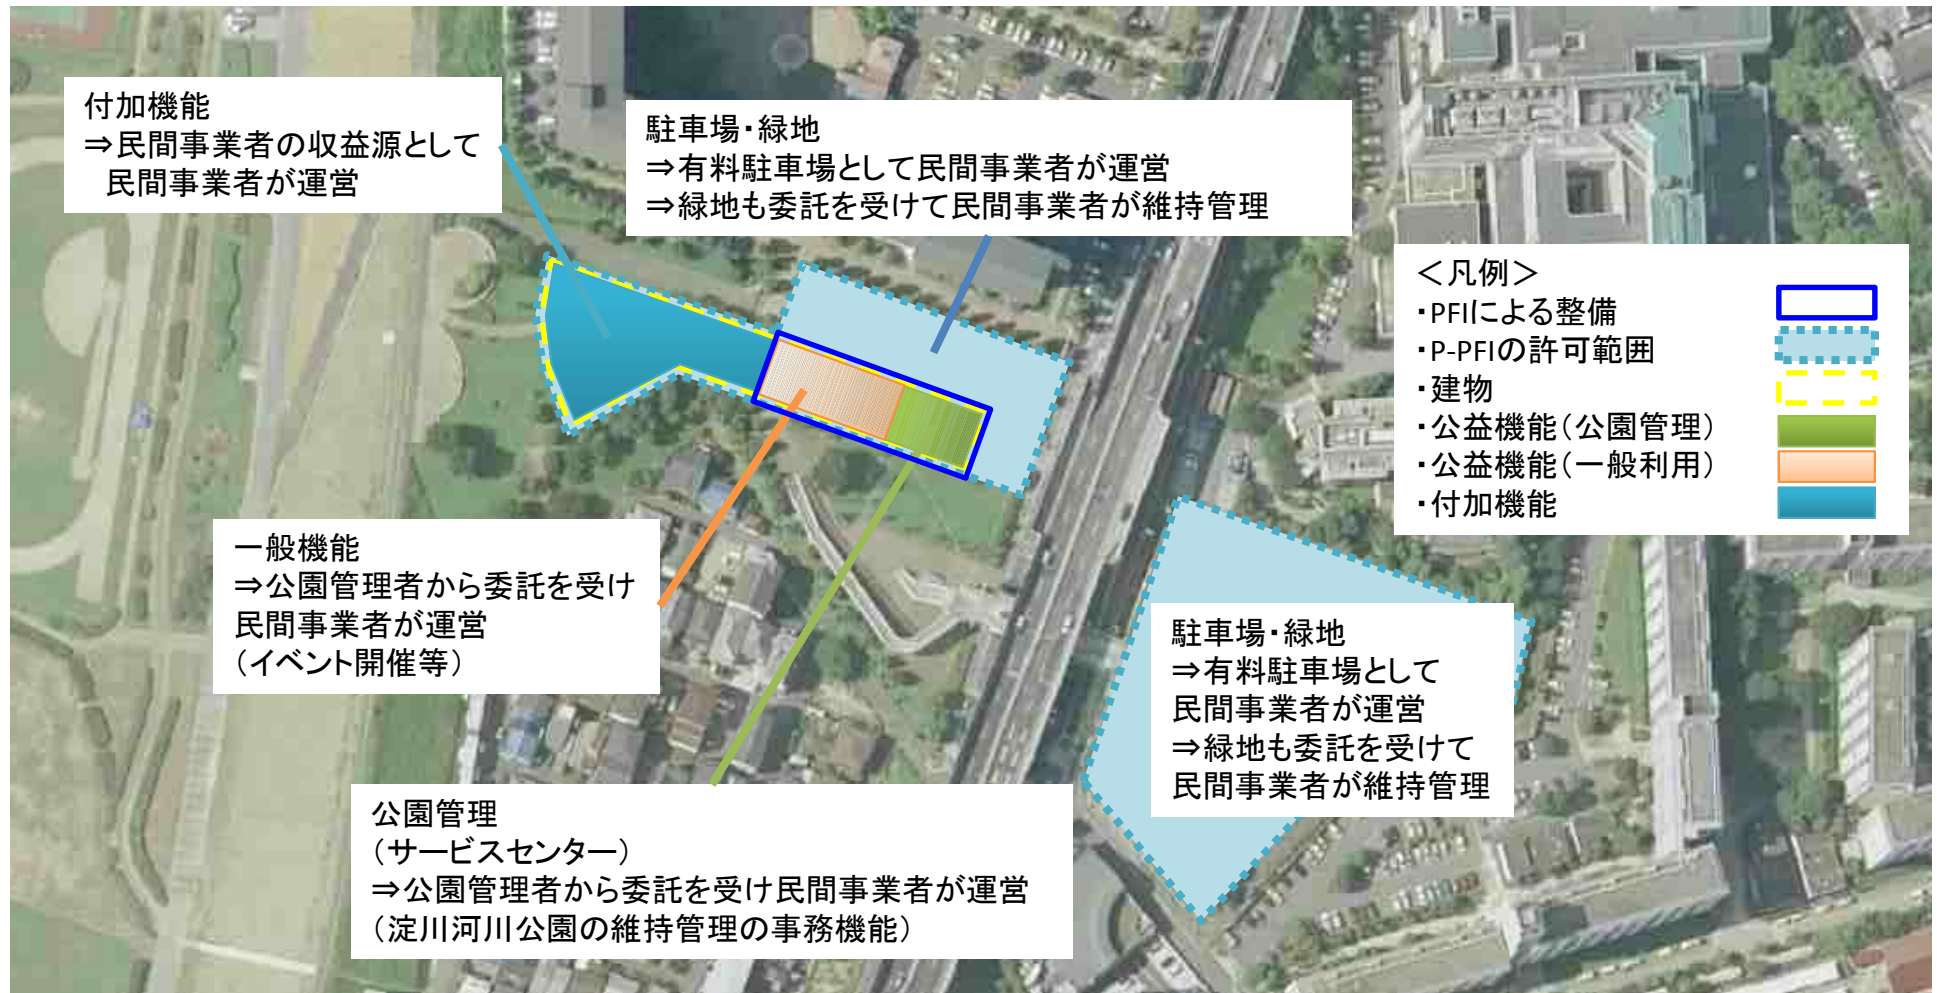 付加機能
⇒民間事業者の収益源として
民間事業者が運営
駐車場・緑地
⇒有料駐車場として民間事業者が運営
⇒緑地も委託を受けて民間事業者が維持管理
＜凡例＞
・PFIによる整備
・P-PFIの許可範囲
・建物
・公益機能（公園管理）
・公益機能（一般利用）
・付加機能
一般機能
⇒公園管理者から委託を受け
民間事業者が運営
（イベント開催等）
駐車場・緑地
⇒有料駐車場として
民間事業者が運営
⇒緑地も委託を受けて
民間事業者が維持管理
公園管理
（サービスセンター）
⇒公園管理者から委託を受け民間事業者が運営
（淀川河川公園の維持管理の事務機能）